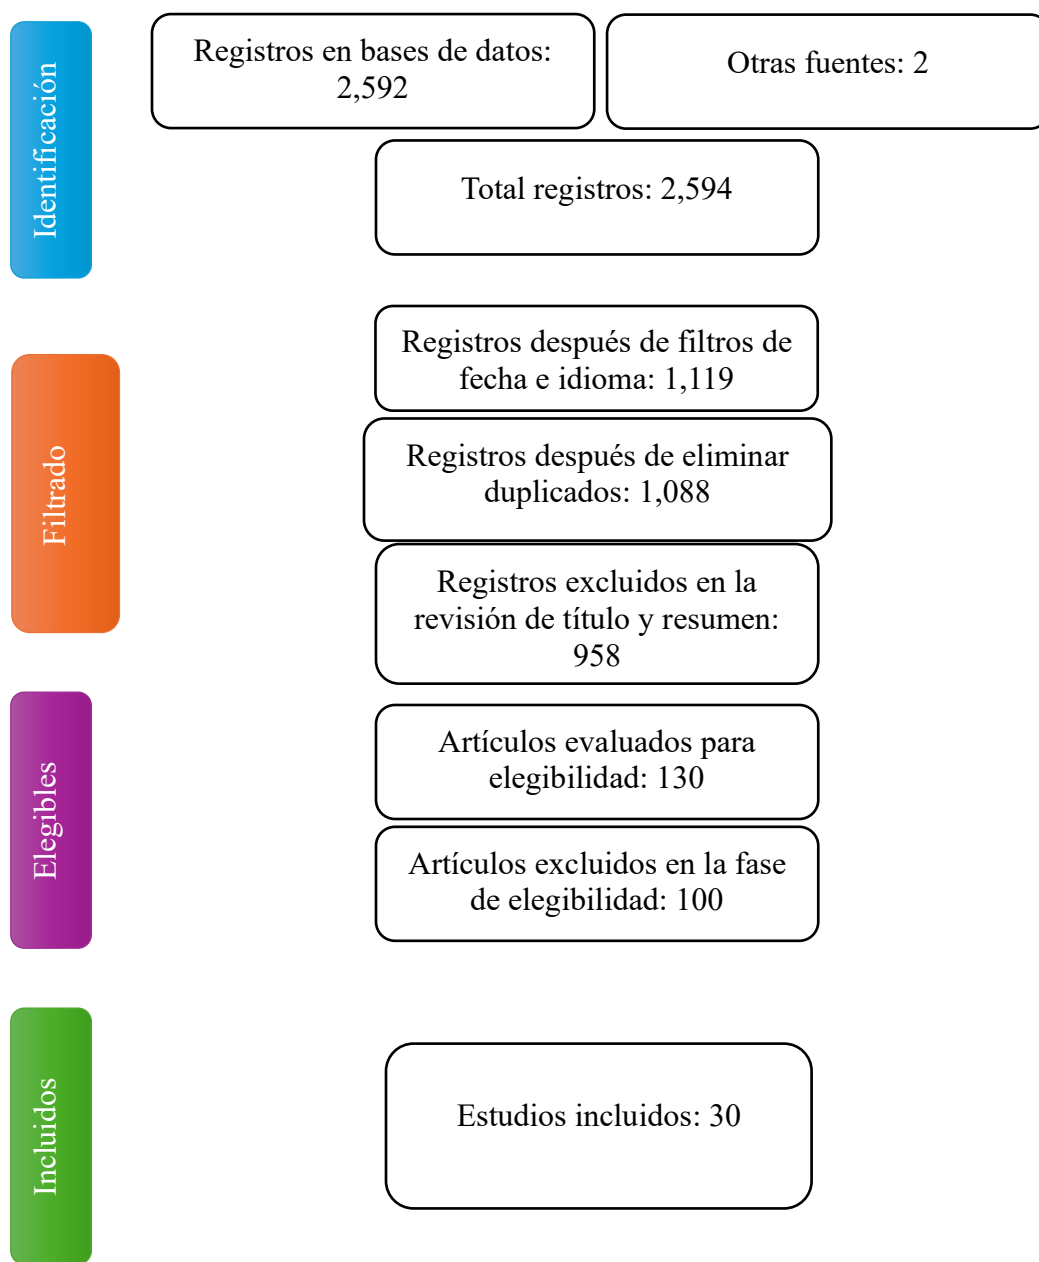 Identificación
Registros en bases de datos:
2,592
Otras fuentes: 2
Total registros: 2,594
Filtrado
Registros después de filtros de
fecha e idioma: 1,119
Registros después de eliminar
duplicados: 1,088
Registros excluidos en la
revisión de título y resumen:
958
Elegibles
Artículos evaluados para
elegibilidad: 130
Artículos excluidos en la fase
de elegibilidad: 100
Incluidos
Estudios incluidos: 30